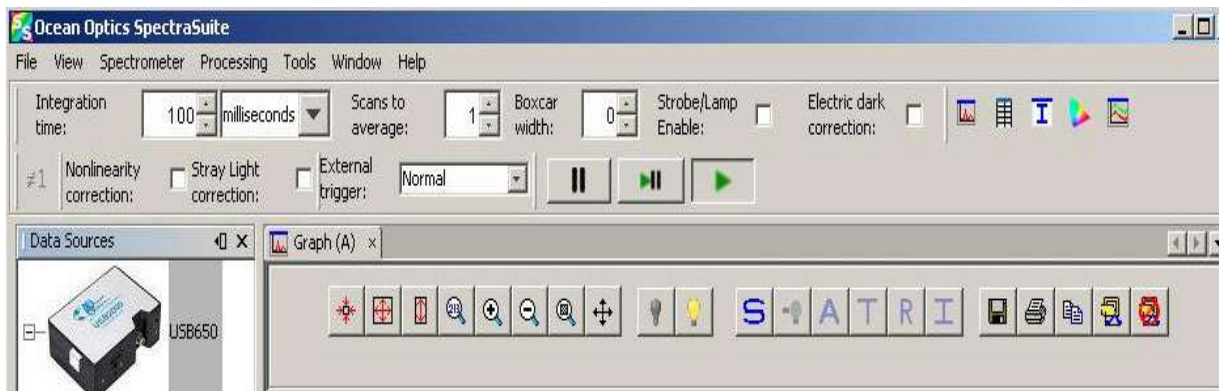 Ocean Optics SpectraSuite
File View Spectrometer Processing Tools Window Help
Integration time: 100 milliseconds Scans to average: 1 Boxcar width: 0 Strobe/Lamp Enable: Electric dark correction:
≠1 Nonlinearity correction: Stray Light correction: External trigger: Normal
Data Sources Graph (A)
USB650
S A T R I